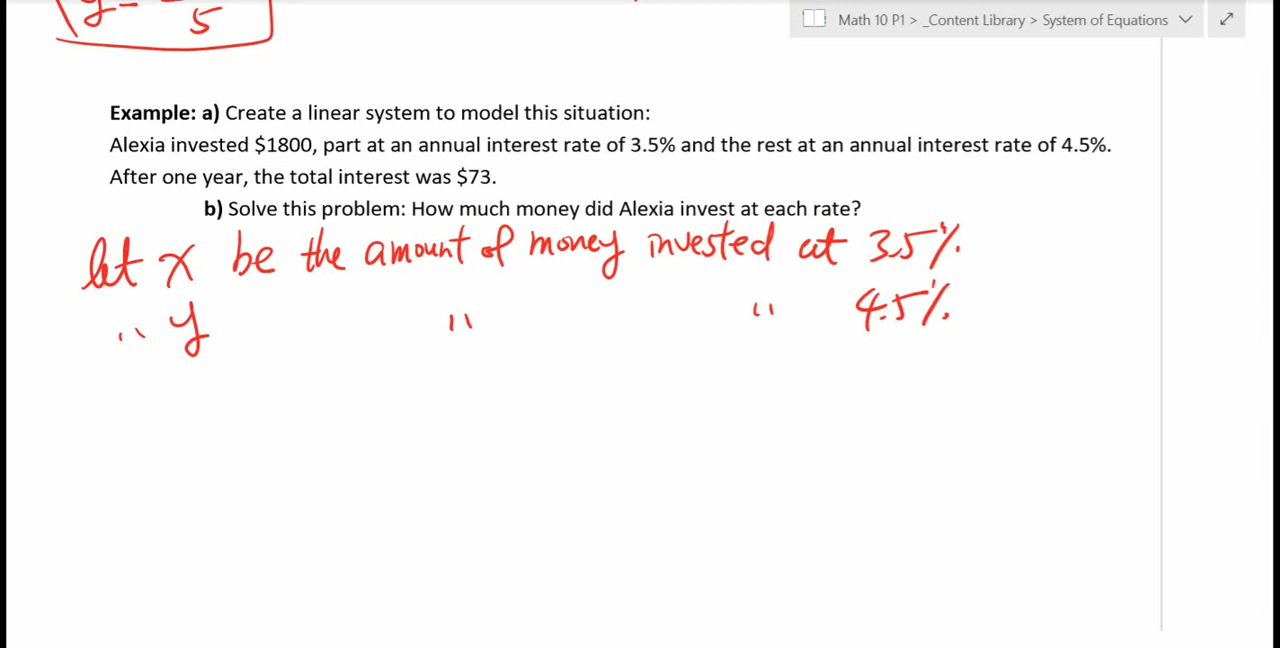 y = 5
Math 10 P1 > _Content Library > System of Equations
Example: a) Create a linear system to model this situation:
Alexia invested $1800, part at an annual interest rate of 3.5% and the rest at an annual interest rate of 4.5%.
After one year, the total interest was $73.
b) Solve this problem: How much money did Alexia invest at each rate?
let x be the amount of money invested at 3.5%
" y " " 4.5%